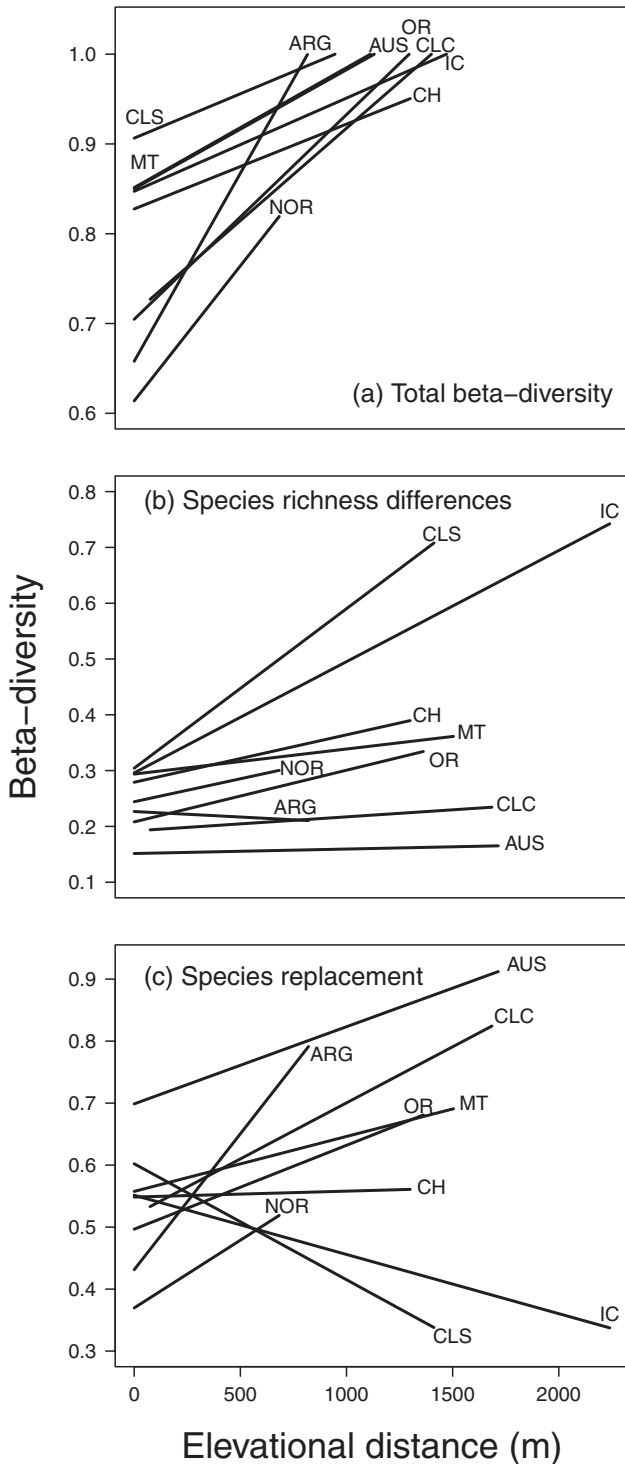 OR
ARG AUS CLC
IC
1.0
CH
CLS
0.9
MT
NOR
0.8
0.7
0.6
(a) Total beta−diversity
0.8
(b) Species richness differences
IC
CLS
0.7
0.6
0.5
0.4
CH
MT
OR
NOR
0.3
ARG
CLC
0.2
AUS
0.1
Beta−diversity
AUS
0.9
(c) Species replacement
CLC
0.8
ARG
0.7
OR MT
0.6
CH
NOR
0.5
0.4
IC
CLS
0.3
0 500 1000 1500 2000
Elevational distance (m)